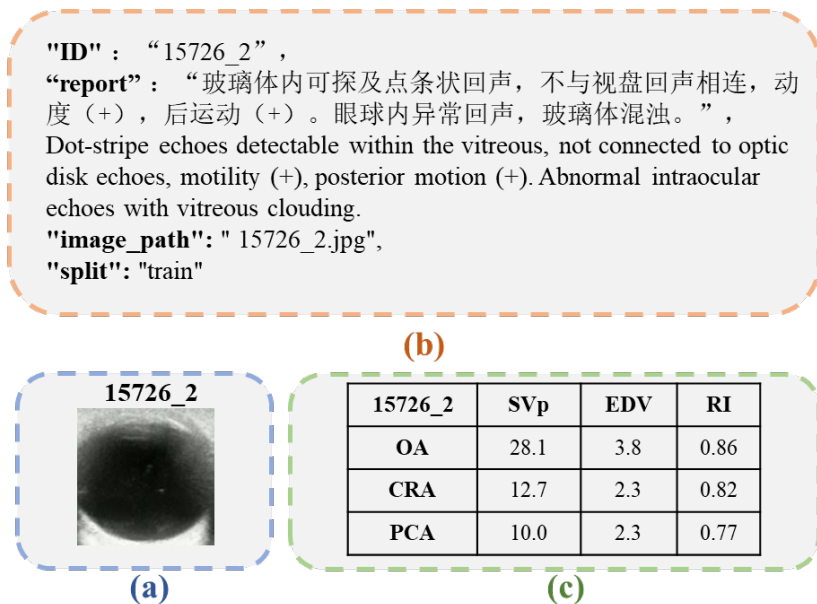 "ID" : “15726_2”,
“report” : “玻璃体内可探及点条状回声，不与视盘回声相连，动
度（+），后运动（+）。眼球内异常回声，玻璃体混浊。”,
Dot-stripe echoes detectable within the vitreous, not connected to optic
disk echoes, motility (+), posterior motion (+). Abnormal intraocular
echoes with vitreous clouding.
"image_path": " 15726_2.jpg",
"split": "train"
(b)
15726_2
(a)
15726_2 SVp EDV RI
OA 28.1 3.8 0.86
CRA 12.7 2.3 0.82
PCA 10.0 2.3 0.77
(c)